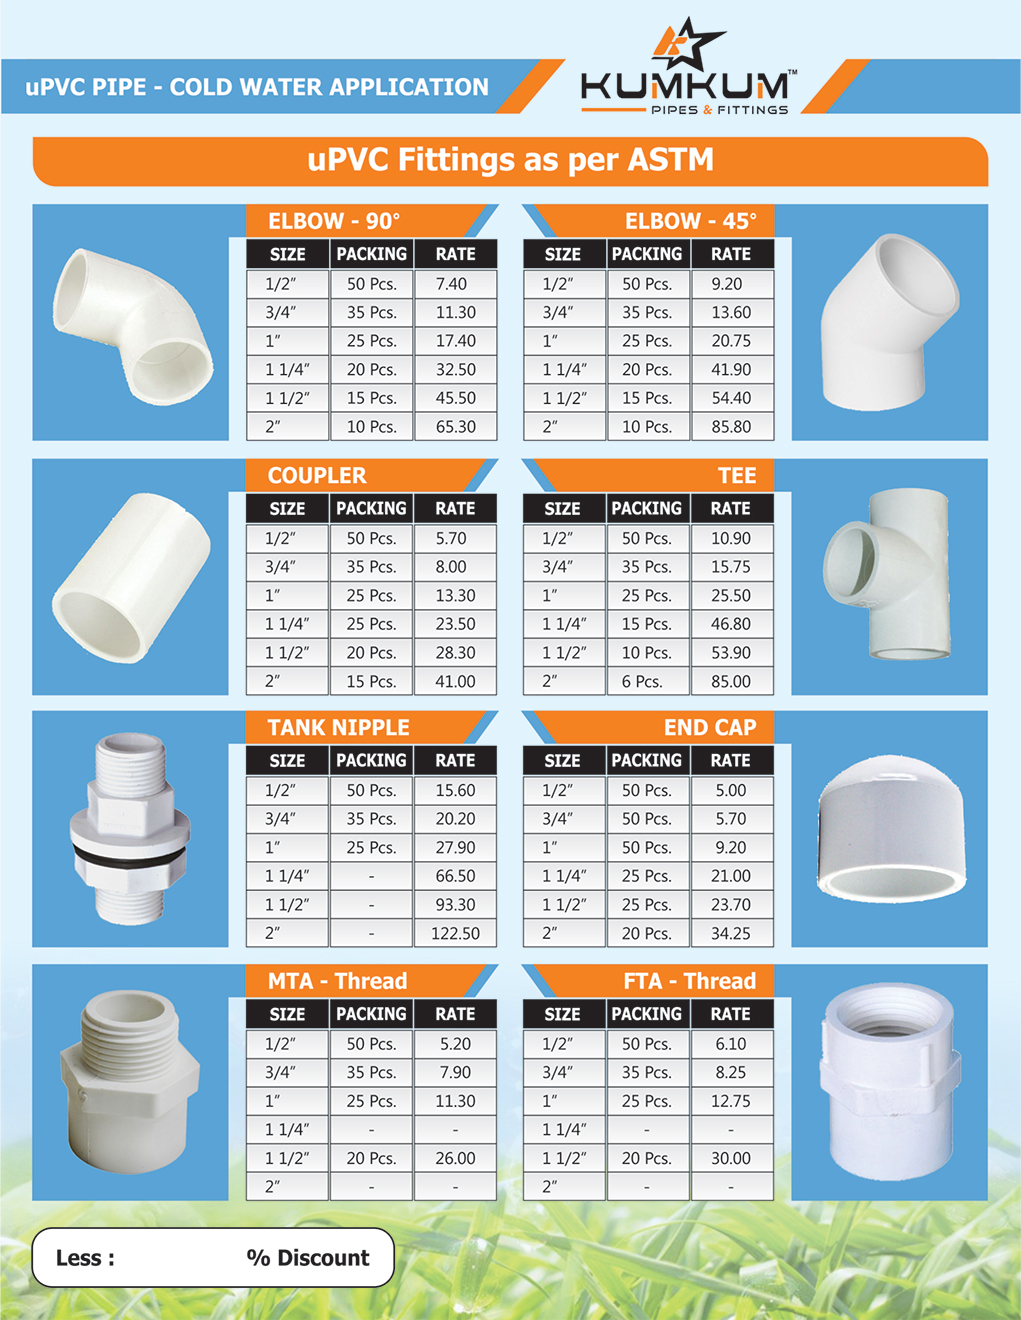 uPVC PIPE - COLD WATER APPLICATION
KUMKUM™
PIPES & FITTINGS
uPVC Fittings as per ASTM
ELBOW - 90°
SIZE PACKING RATE
1/2" 50 Pcs. 7.40
3/4" 35 Pcs. 11.30
1" 25 Pcs. 17.40
1 1/4" 20 Pcs. 32.50
1 1/2" 15 Pcs. 45.50
2" 10 Pcs. 65.30
ELBOW - 45°
SIZE PACKING RATE
1/2" 50 Pcs. 9.20
3/4" 35 Pcs. 13.60
1" 25 Pcs. 20.75
1 1/4" 20 Pcs. 41.90
1 1/2" 15 Pcs. 54.40
2" 10 Pcs. 85.80
COUPLER
SIZE PACKING RATE
1/2" 50 Pcs. 5.70
3/4" 35 Pcs. 8.00
1" 25 Pcs. 13.30
1 1/4" 25 Pcs. 23.50
1 1/2" 20 Pcs. 28.30
2" 15 Pcs. 41.00
TEE
SIZE PACKING RATE
1/2" 50 Pcs. 10.90
3/4" 35 Pcs. 15.75
1" 25 Pcs. 25.50
1 1/4" 15 Pcs. 46.80
1 1/2" 10 Pcs. 53.90
2" 6 Pcs. 85.00
TANK NIPPLE
SIZE PACKING RATE
1/2" 50 Pcs. 15.60
3/4" 35 Pcs. 20.20
1" 25 Pcs. 27.90
1 1/4" - 66.50
1 1/2" - 93.30
2" - 122.50
END CAP
SIZE PACKING RATE
1/2" 50 Pcs. 5.00
3/4" 50 Pcs. 5.70
1" 50 Pcs. 9.20
1 1/4" 25 Pcs. 21.00
1 1/2" 25 Pcs. 23.70
2" 20 Pcs. 34.25
MTA - Thread
SIZE PACKING RATE
1/2" 50 Pcs. 5.20
3/4" 35 Pcs. 7.90
1" 25 Pcs. 11.30
1 1/4" - -
1 1/2" 20 Pcs. 26.00
2" - -
FTA - Thread
SIZE PACKING RATE
1/2" 50 Pcs. 6.10
3/4" 35 Pcs. 8.25
1" 25 Pcs. 12.75
1 1/4" - -
1 1/2" 20 Pcs. 30.00
2" - -
Less : % Discount